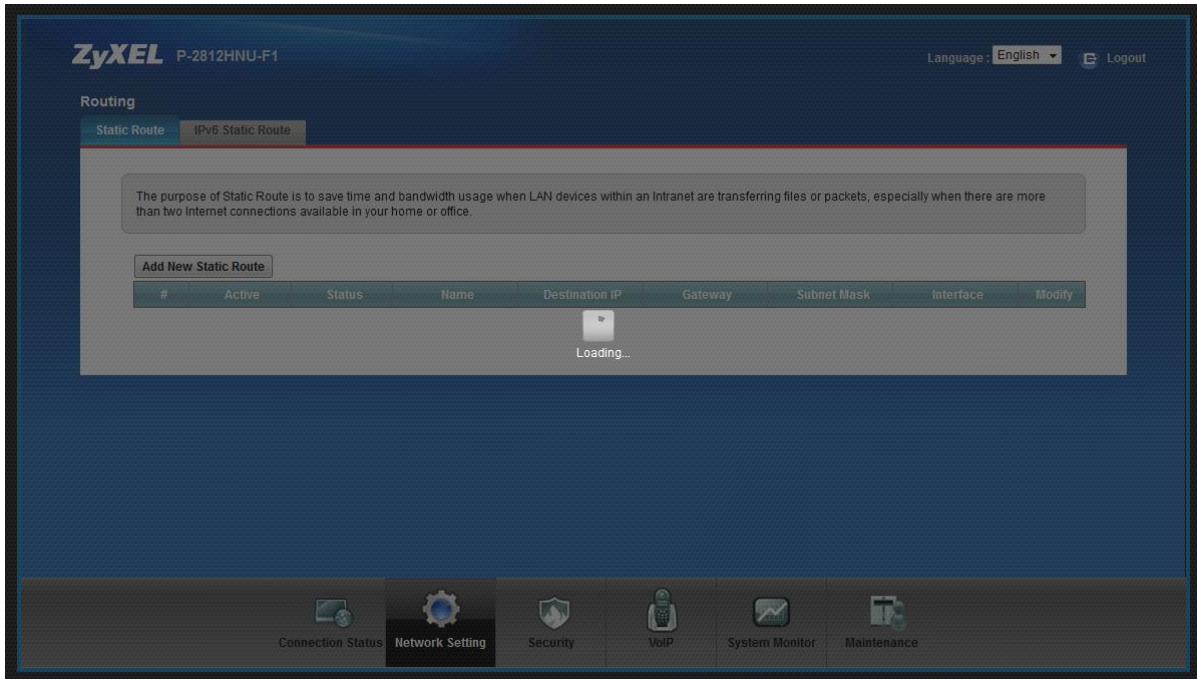 ZyXEL P-2812HNU-F1
Language : English
Logout
Routing
Static Route
IPv6 Static Route
The purpose of Static Route is to save time and bandwidth usage when LAN devices within an Intranet are transferring files or packets, especially when there are more
than two Internet connections available in your home or office.
Add New Static Route
# Active Status Name Destination IP Gateway Subnet Mask Interface Modify
Loading...
Connection Status Network Setting Security VoIP System Monitor Maintenance